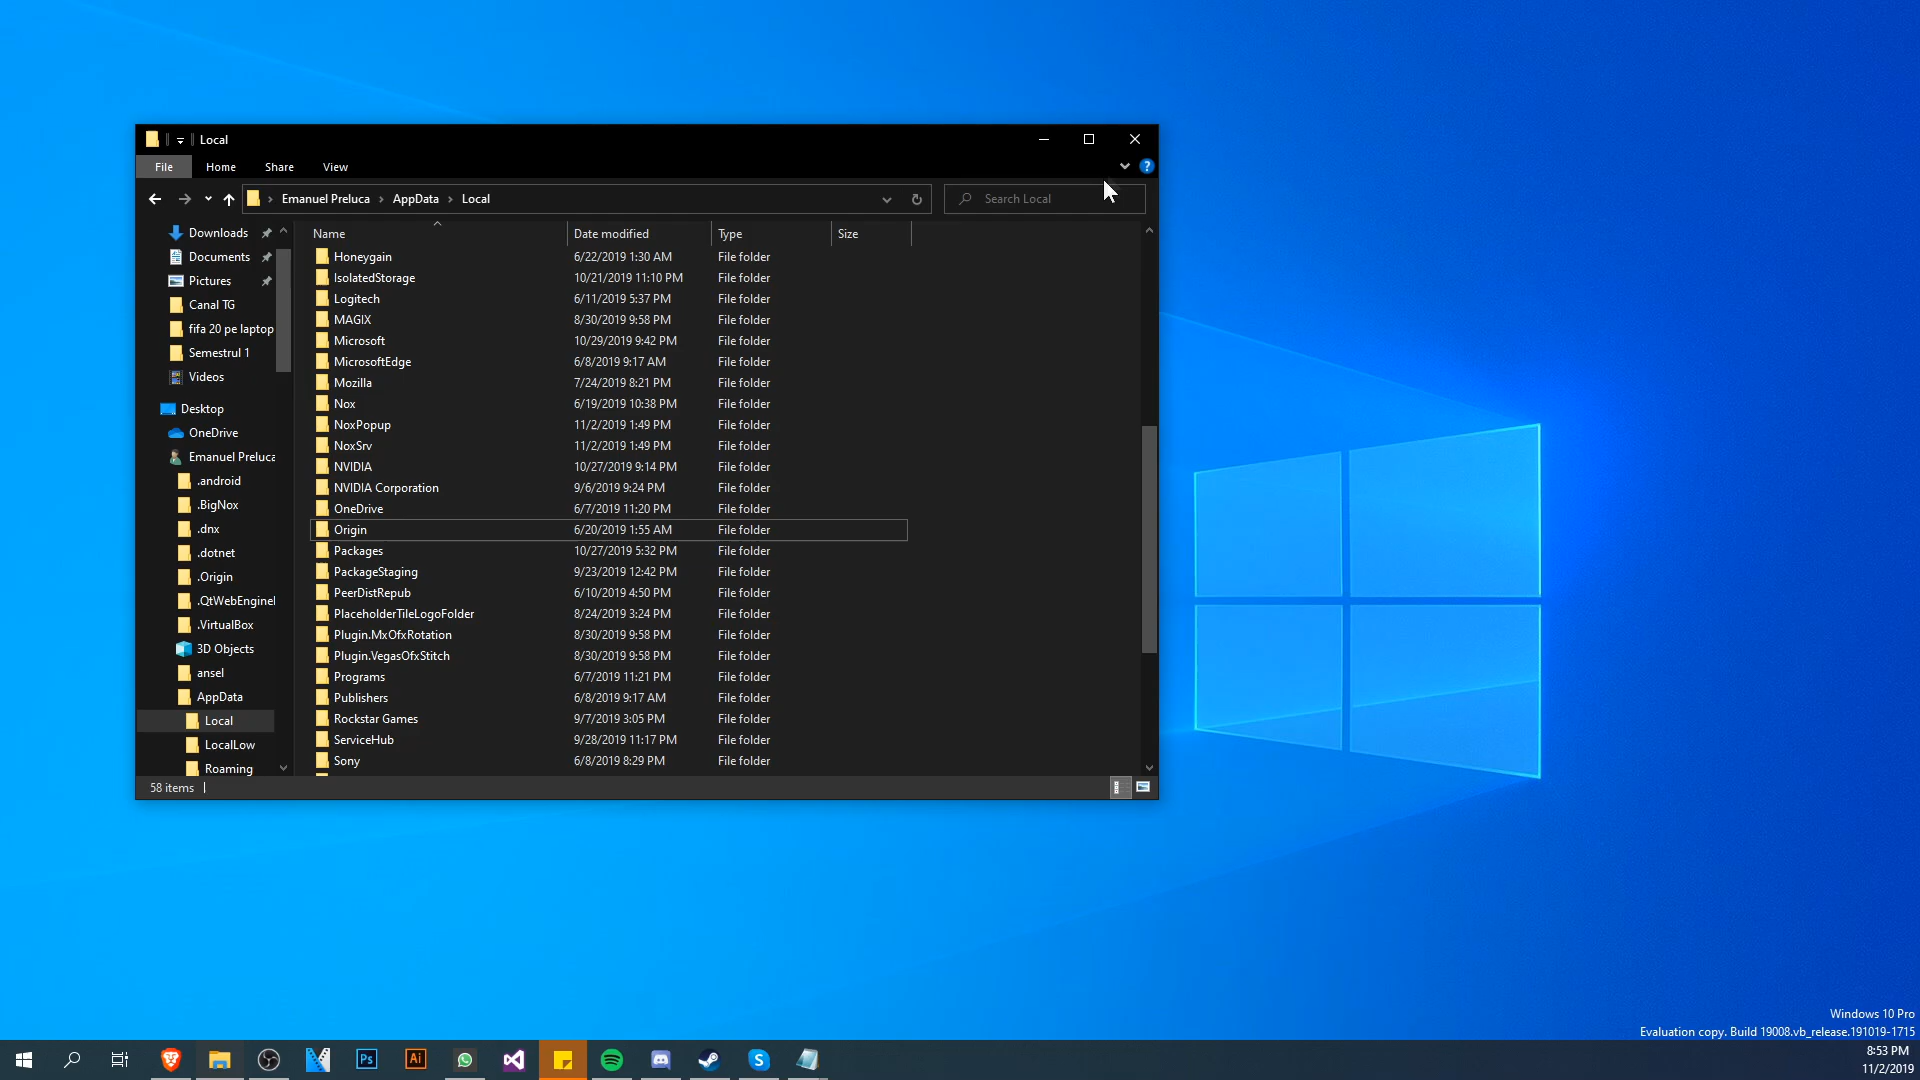 Local
File Home Share View
Emanuel Preluca > AppData > Local
Search Local
Downloads
Documents
Pictures
Canal TG
fifa 20 pe laptop
Semestrul 1
Videos
Desktop
OneDrive
Emanuel Preluca
.android
.BigNox
.dnx
.dotnet
.Origin
.QtWebEngineI
.VirtualBox
3D Objects
ansel
AppData
Local
LocalLow
Roaming
Name Date modified Type Size
Honeygain 6/22/2019 1:30 AM File folder
IsolatedStorage 10/21/2019 11:10 PM File folder
Logitech 6/11/2019 5:37 PM File folder
MAGIX 8/30/2019 9:58 PM File folder
Microsoft 10/29/2019 9:42 PM File folder
MicrosoftEdge 6/8/2019 9:17 AM File folder
Mozilla 7/24/2019 8:21 PM File folder
Nox 6/19/2019 10:38 PM File folder
NoxPopup 11/2/2019 1:49 PM File folder
NoxSrv 11/2/2019 1:49 PM File folder
NVIDIA 10/27/2019 9:14 PM File folder
NVIDIA Corporation 9/6/2019 9:24 PM File folder
OneDrive 6/7/2019 11:20 PM File folder
Origin 6/20/2019 1:55 AM File folder
Packages 10/27/2019 5:32 PM File folder
PackageStaging 9/23/2019 12:42 PM File folder
PeerDistRepub 6/10/2019 4:50 PM File folder
PlaceholderTileLogoFolder 8/24/2019 3:24 PM File folder
Plugin.MxOfxRotation 8/30/2019 9:58 PM File folder
Plugin.VegasOfxStitch 8/30/2019 9:58 PM File folder
Programs 6/7/2019 11:21 PM File folder
Publishers 6/8/2019 9:17 AM File folder
Rockstar Games 9/7/2019 3:05 PM File folder
ServiceHub 9/28/2019 11:17 PM File folder
Sony 6/8/2019 8:29 PM File folder
58 items
Windows 10 Pro
Evaluation copy. Build 19008.vb_release.191019-1715
Ps Ai
8:53 PM
11/2/2019